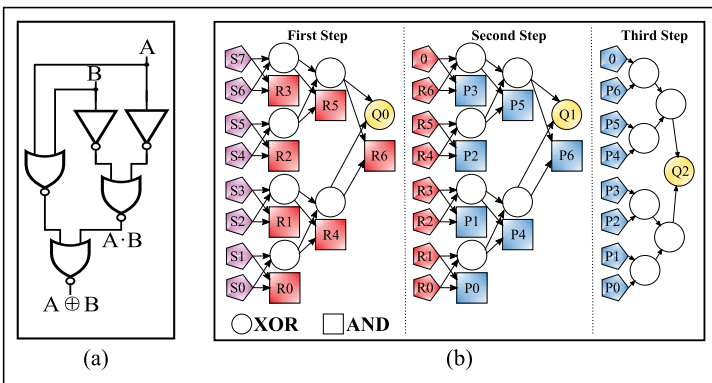 A
B
A·B
A ⊕ B
(a)
First Step
Second Step
Third Step
S7
S6
S5
S4
S3
S2
S1
S0
R3
R2
R1
R0
R5
R4
Q0
R6
0
R6
R5
R4
R3
R2
R1
R0
P3
P2
P1
P0
P5
P4
Q1
P6
0
P6
P5
P4
P3
P2
P1
P0
Q2
XOR
AND
(b)